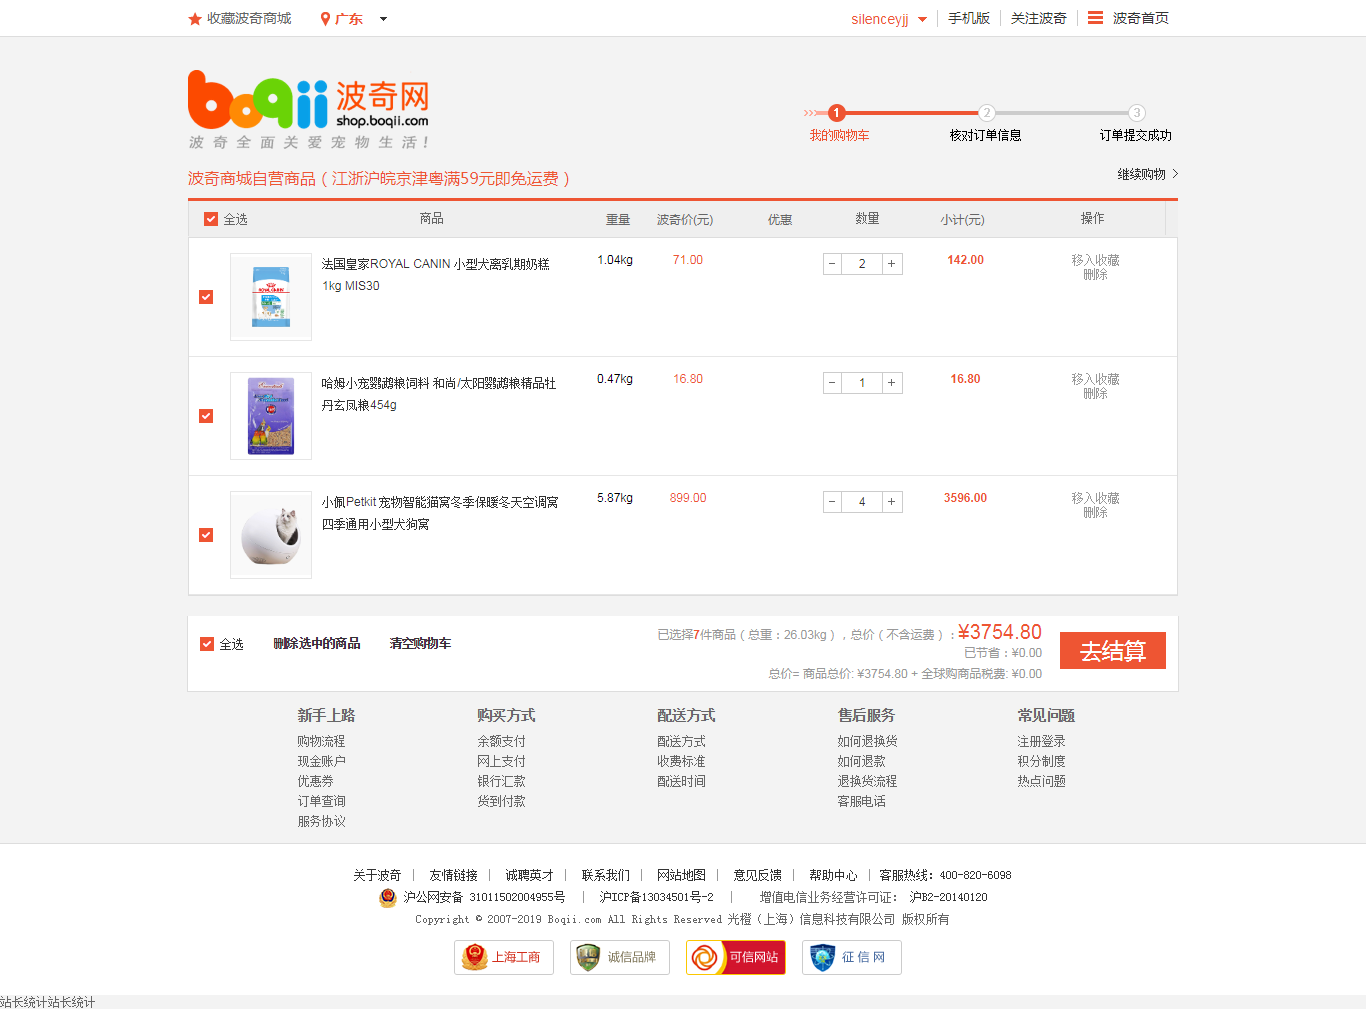 收藏波奇商城 广东 silenceyjj 手机版 关注波奇 波奇首页
boqii 波奇网
shop.boqii.com
波奇全面关爱宠物生活!
1 2 3
我的购物车 核对订单信息 订单提交成功
波奇商城自营商品（江浙沪皖京津粤满59元即免运费） 继续购物
全选 商品 重量 波奇价(元) 优惠 数量 小计(元) 操作
法国皇家ROYAL CANIN 小型犬离乳期奶糕 1.04kg 71.00 − 2 + 142.00 移入收藏
1kg MIS30 删除
哈姆小宠鹦鹉粮饲料 和尚/太阳鹦鹉粮精品牡 0.47kg 16.80 − 1 + 16.80 移入收藏
丹玄凤粮454g 删除
小佩Petkit 宠物智能猫窝冬季保暖冬天空调窝 5.87kg 899.00 − 4 + 3596.00 移入收藏
四季通用小型犬狗窝 删除
全选 删除选中的商品 清空购物车 已选择7件商品（总重：26.03kg），总价（不含运费）：¥3754.80 去结算
已节省：¥0.00
总价= 商品总价: ¥3754.80 + 全球购商品税费: ¥0.00
新手上路 购买方式 配送方式 售后服务 常见问题
购物流程 余额支付 配送方式 如何退换货 注册登录
现金账户 网上支付 收费标准 如何退款 积分制度
优惠券 银行汇款 配送时间 退换货流程 热点问题
订单查询 货到付款 客服电话
服务协议
关于波奇 | 友情链接 | 诚聘英才 | 联系我们 | 网站地图 | 意见反馈 | 帮助中心 | 客服热线: 400-820-6098
沪公网安备 31011502004955号 | 沪ICP备13034501号-2 | 增值电信业务经营许可证: 沪B2-20140120
Copyright © 2007-2019 Boqii.com All Rights Reserved 光橙（上海）信息科技有限公司 版权所有
上海工商 诚信品牌 可信网站 征信网
站长统计站长统计